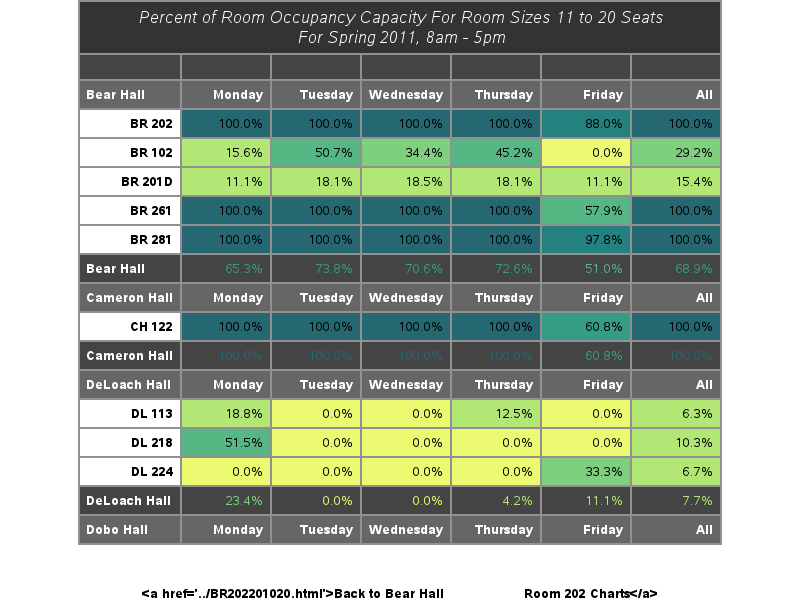 Percent of Room Occupancy Capacity For Room Sizes 11 to 20 Seats
For Spring 2011, 8am - 5pm
Bear Hall Monday Tuesday Wednesday Thursday Friday All
BR 202 100.0% 100.0% 100.0% 100.0% 88.0% 100.0%
BR 102 15.6% 50.7% 34.4% 45.2% 0.0% 29.2%
BR 201D 11.1% 18.1% 18.5% 18.1% 11.1% 15.4%
BR 261 100.0% 100.0% 100.0% 100.0% 57.9% 100.0%
BR 281 100.0% 100.0% 100.0% 100.0% 97.8% 100.0%
Bear Hall 65.3% 73.8% 70.6% 72.6% 51.0% 68.9%
Cameron Hall Monday Tuesday Wednesday Thursday Friday All
CH 122 100.0% 100.0% 100.0% 100.0% 60.8% 100.0%
Cameron Hall 100.0% 100.0% 100.0% 100.0% 60.8% 100.0%
DeLoach Hall Monday Tuesday Wednesday Thursday Friday All
DL 113 18.8% 0.0% 0.0% 12.5% 0.0% 6.3%
DL 218 51.5% 0.0% 0.0% 0.0% 0.0% 10.3%
DL 224 0.0% 0.0% 0.0% 0.0% 33.3% 6.7%
DeLoach Hall 23.4% 0.0% 0.0% 4.2% 11.1% 7.7%
Dobo Hall Monday Tuesday Wednesday Thursday Friday All
<a href='../BR202201020.html'>Back to Bear Hall Room 202 Charts</a>